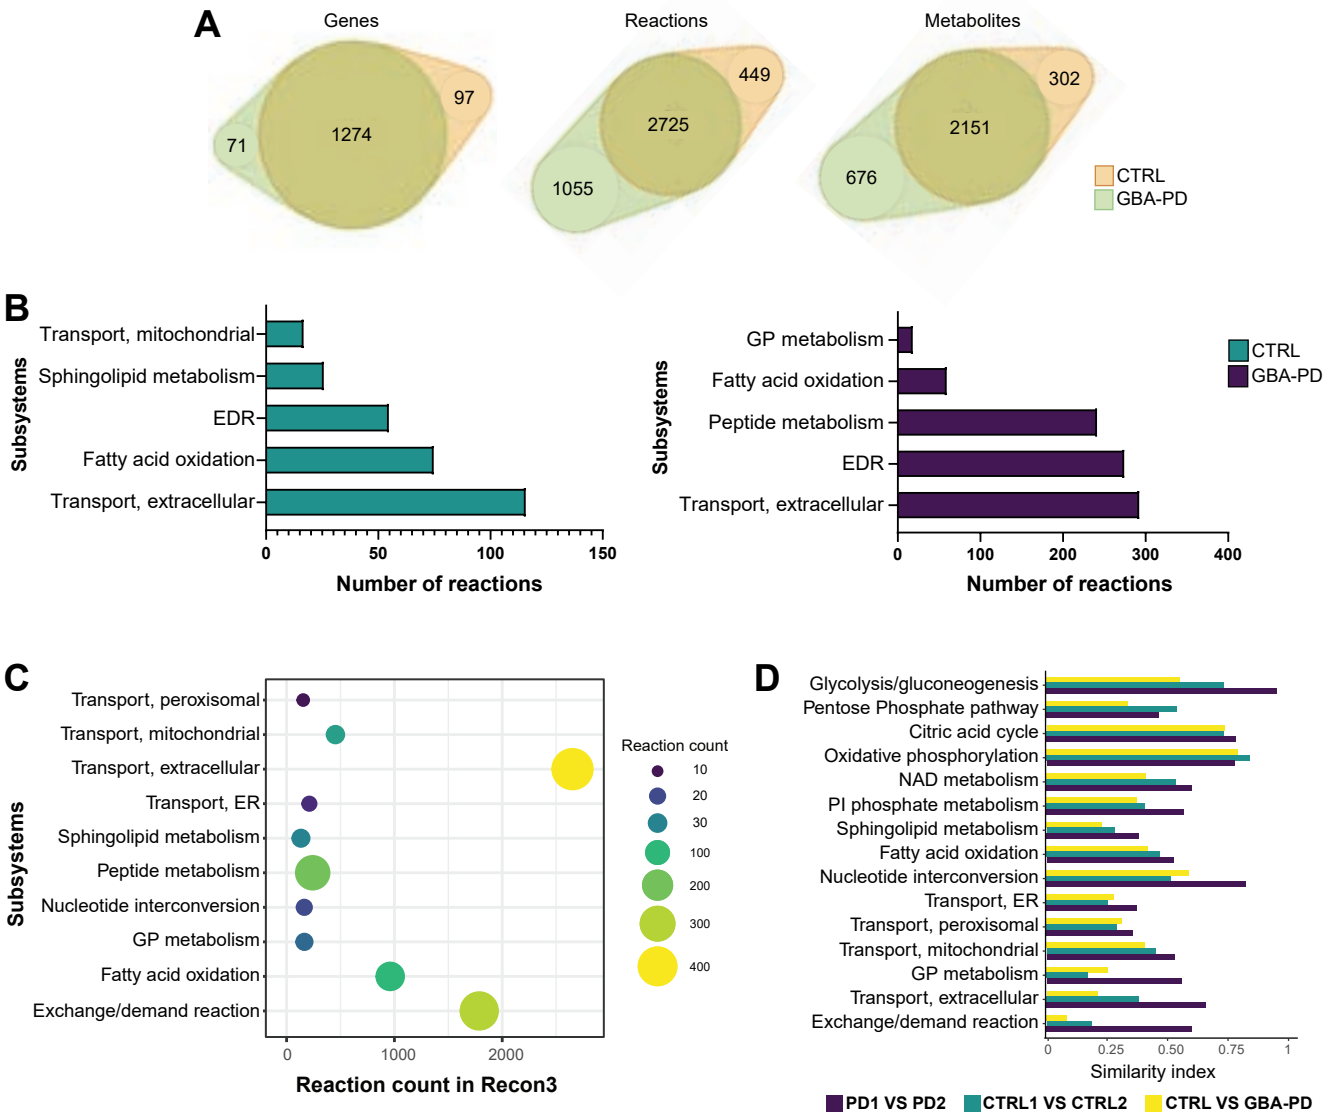 A
Genes
Reactions
Metabolites
71
1274
97
1055
2725
449
676
2151
302
CTRL
GBA-PD
B
Subsystems
Transport, mitochondrial
Sphingolipid metabolism
EDR
Fatty acid oxidation
Transport, extracellular
0 50 100 150
Number of reactions
Subsystems
GP metabolism
Fatty acid oxidation
Peptide metabolism
EDR
Transport, extracellular
0 100 200 300 400
Number of reactions
CTRL
GBA-PD
C
Subsystems
Transport, peroxisomal
Transport, mitochondrial
Transport, extracellular
Transport, ER
Sphingolipid metabolism
Peptide metabolism
Nucleotide interconversion
GP metabolism
Fatty acid oxidation
Exchange/demand reaction
0 1000 2000
Reaction count in Recon3
Reaction count
10
20
30
100
200
300
400
D
Glycolysis/gluconeogenesis
Pentose Phosphate pathway
Citric acid cycle
Oxidative phosphorylation
NAD metabolism
PI phosphate metabolism
Sphingolipid metabolism
Fatty acid oxidation
Nucleotide interconversion
Transport, ER
Transport, peroxisomal
Transport, mitochondrial
GP metabolism
Transport, extracellular
Exchange/demand reaction
0 0.25 0.50 0.75 1
Similarity index
PD1 VS PD2 CTRL1 VS CTRL2 CTRL VS GBA-PD